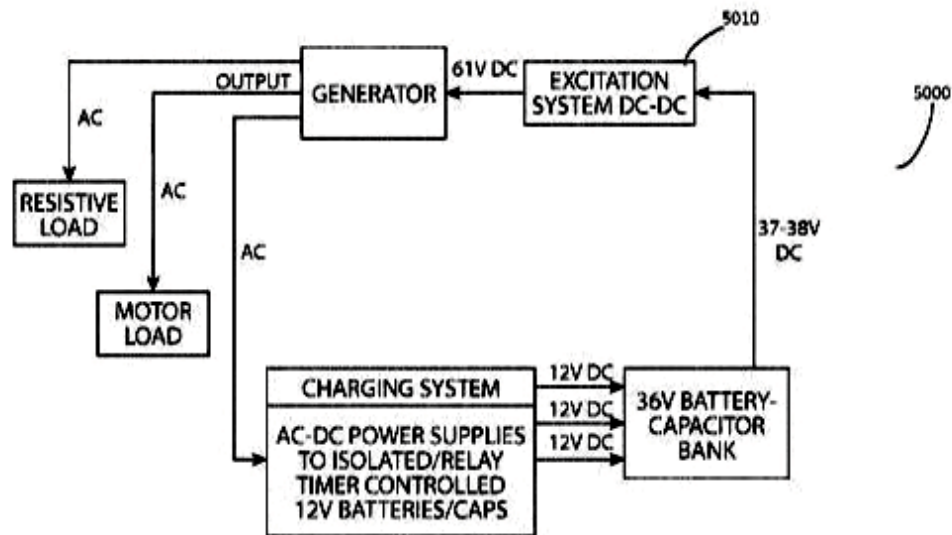 5010
5000
61V DC
EXCITATION
SYSTEM DC-DC
GENERATOR
OUTPUT
AC
AC
AC
RESISTIVE
LOAD
MOTOR
LOAD
37-38V
DC
CHARGING SYSTEM
AC-DC POWER SUPPLIES
TO ISOLATED/RELAY
TIMER CONTROLLED
12V BATTERIES/CAPS
12V DC
12V DC
12V DC
36V BATTERY-
CAPACITOR
BANK